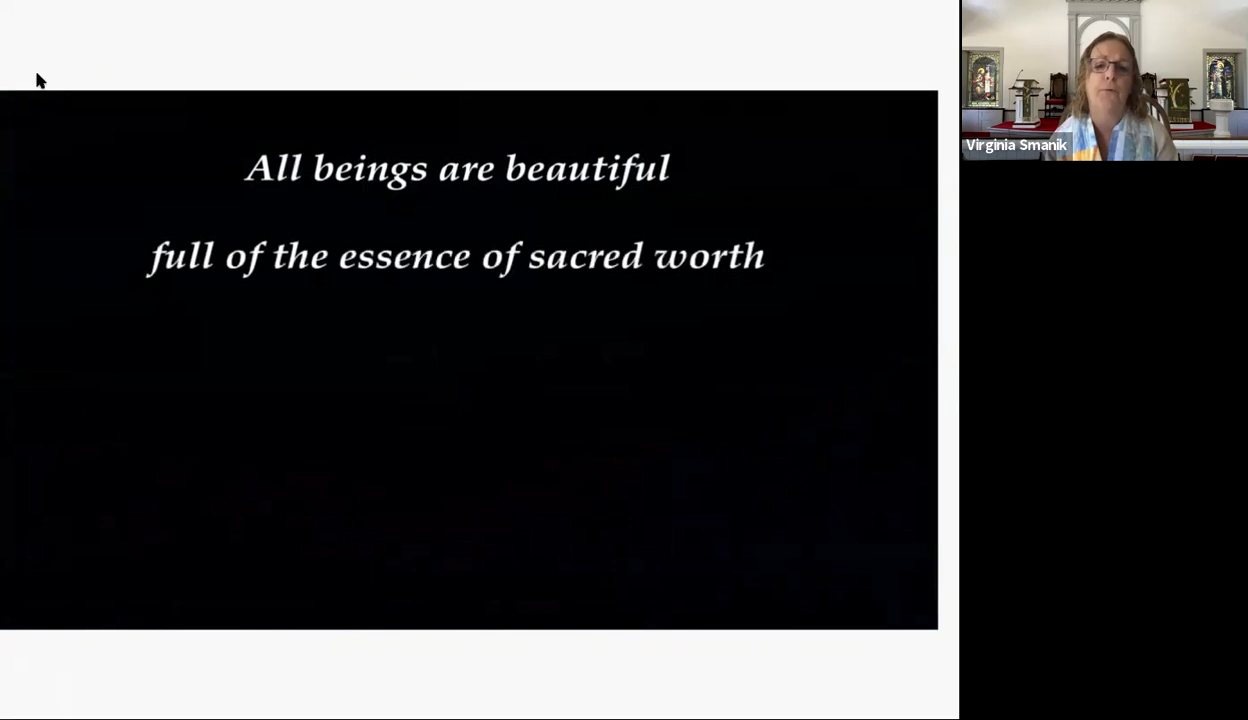 All beings are beautiful
full of the essence of sacred worth
Virginia Smanik